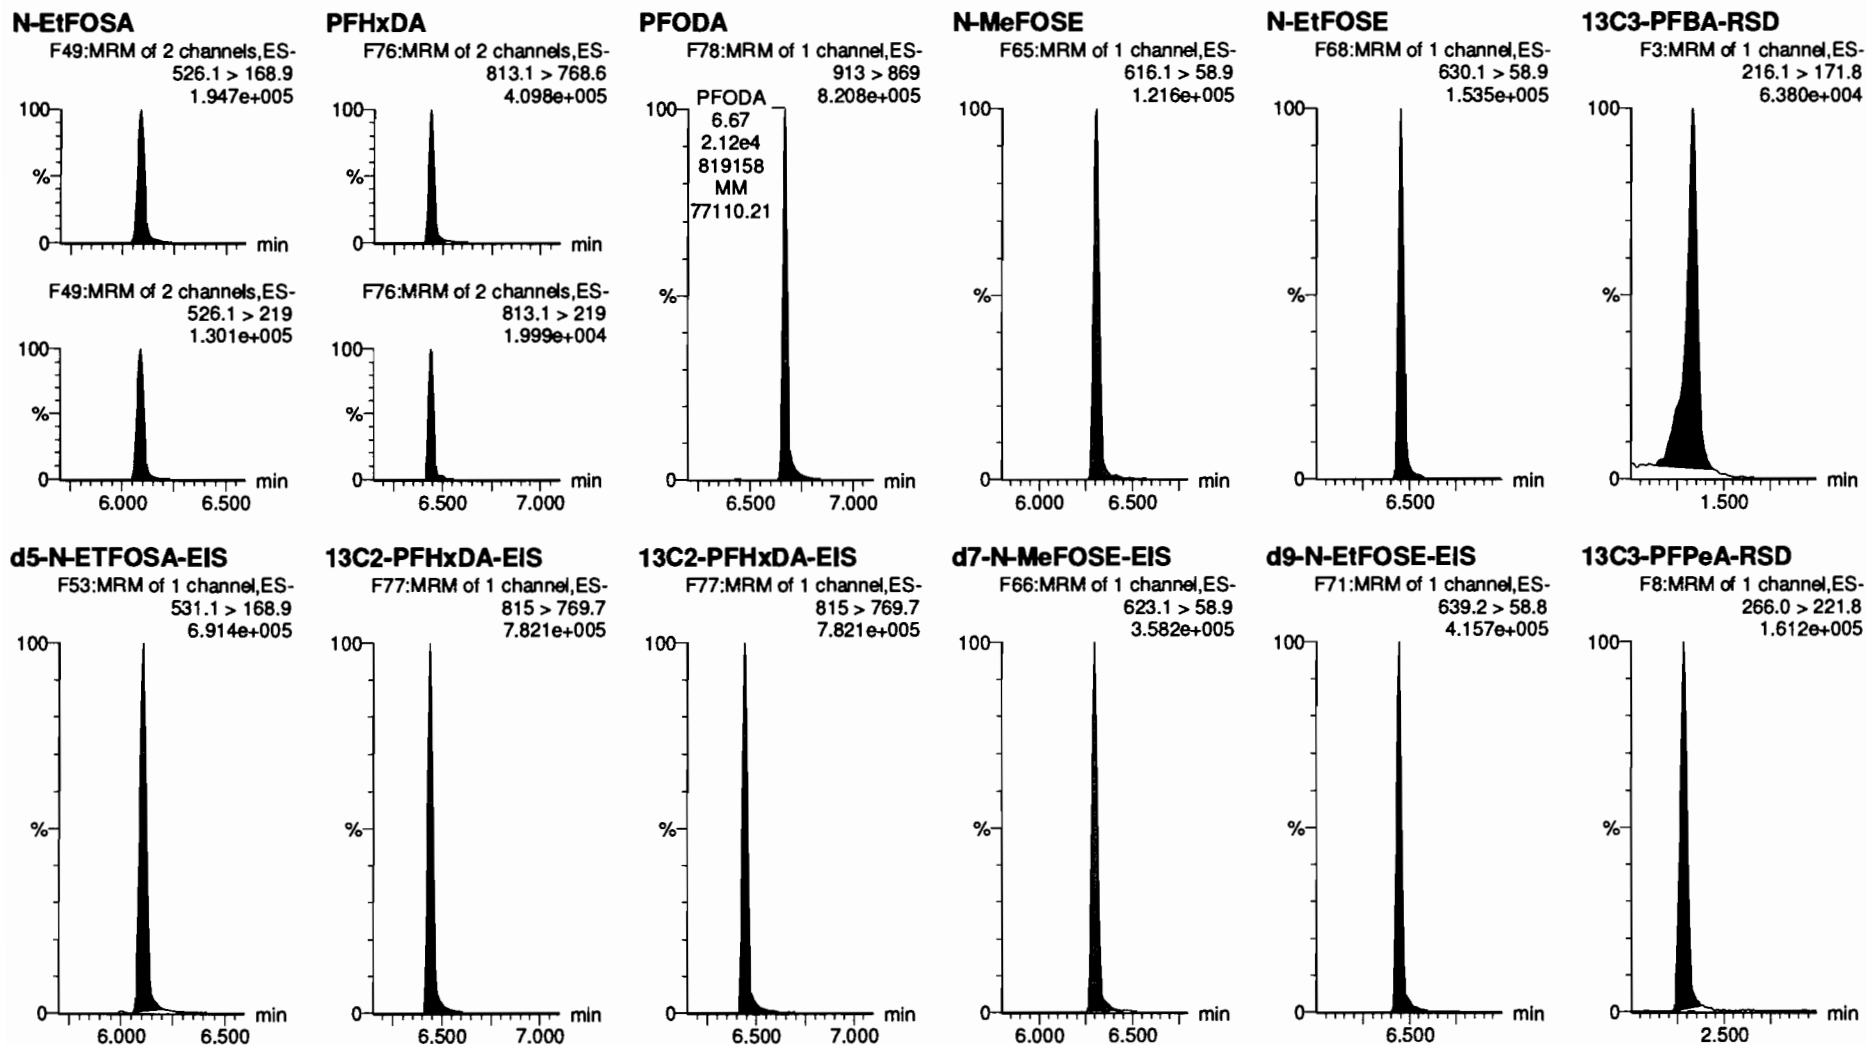 N-EtFOSA
F49:MRM of 2 channels,ES-
526.1 > 168.9
1.947e+005
100
%
0
min
F49:MRM of 2 channels,ES-
526.1 > 219
1.301e+005
100
%
0
min
6.000 6.500
PFHxDA
F76:MRM of 2 channels,ES-
813.1 > 768.6
4.098e+005
100
%
0
min
F76:MRM of 2 channels,ES-
813.1 > 219
1.999e+004
100
%
0
min
6.500 7.000
PFODA
F78:MRM of 1 channel,ES-
913 > 869
8.208e+005
PFODA
6.67
2.12e4
819158
MM
77110.21
100
%
0
min
6.500 7.000
N-MeFOSE
F65:MRM of 1 channel,ES-
616.1 > 58.9
1.216e+005
100
%
0
min
6.000 6.500
N-EtFOSE
F68:MRM of 1 channel,ES-
630.1 > 58.9
1.535e+005
100
%
0
min
6.500
13C3-PFBA-RSD
F3:MRM of 1 channel,ES-
216.1 > 171.8
6.380e+004
100
%
0
min
1.500
d5-N-ETFOSA-EIS
F53:MRM of 1 channel,ES-
531.1 > 168.9
6.914e+005
100
%
0
min
6.000 6.500
13C2-PFHxDA-EIS
F77:MRM of 1 channel,ES-
815 > 769.7
7.821e+005
100
%
0
min
6.500 7.000
13C2-PFHxDA-EIS
F77:MRM of 1 channel,ES-
815 > 769.7
7.821e+005
100
%
0
min
6.500 7.000
d7-N-MeFOSE-EIS
F66:MRM of 1 channel,ES-
623.1 > 58.9
3.582e+005
100
%
0
min
6.000 6.500
d9-N-EtFOSE-EIS
F71:MRM of 1 channel,ES-
639.2 > 58.8
4.157e+005
100
%
0
min
6.500
13C3-PFPeA-RSD
F8:MRM of 1 channel,ES-
266.0 > 221.8
1.612e+005
100
%
0
min
2.500